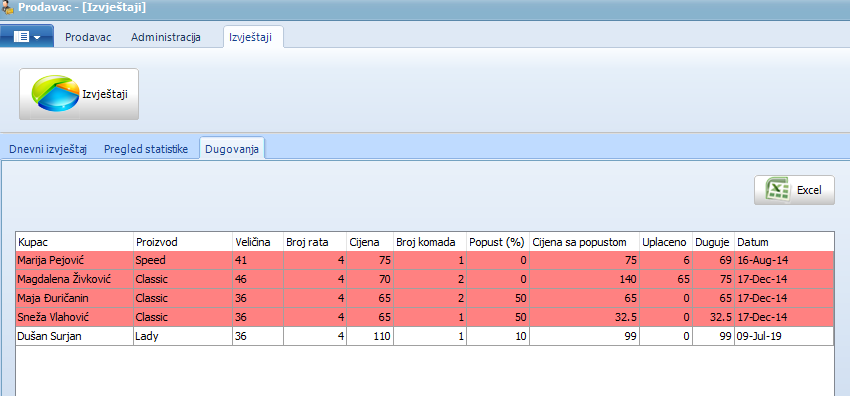 Prodavac - [Izvještaji]
Prodavac Administracija Izvještaji
Izvještaji
Dnevni izvještaj Pregled statistike Dugovanja
Excel
Kupac Proizvod Veličina Broj rata Cijena Broj komada Popust (%) Cijena sa popustom Uplaceno Duguje Datum
Marija Pejović Speed 41 4 75 1 0 75 6 69 16-Aug-14
Magdalena Živković Classic 46 4 70 2 0 140 65 75 17-Dec-14
Maja Đuričanin Classic 36 4 65 2 50 65 0 65 17-Dec-14
Sneža Vlahović Classic 36 4 65 1 50 32.5 0 32.5 17-Dec-14
Dušan Surjan Lady 36 4 110 1 10 99 0 99 09-Jul-19